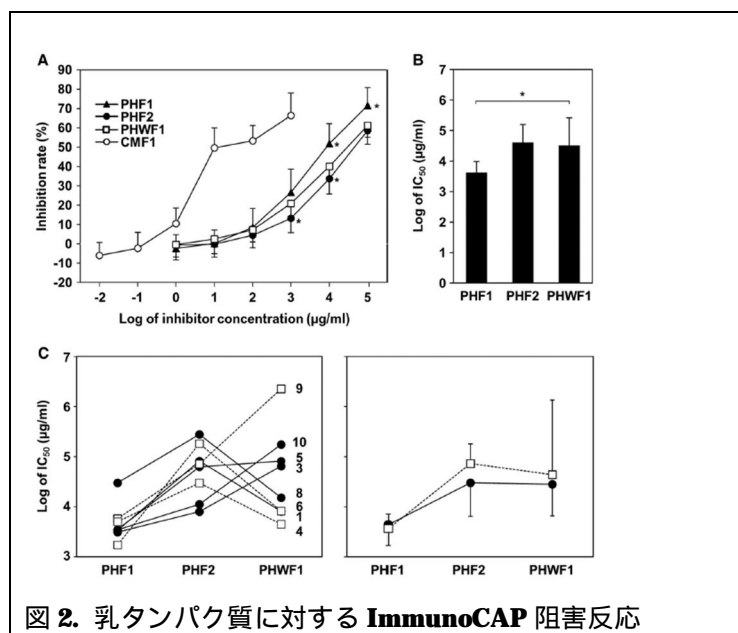 A
90
80
70
60
50
40
30
20
10
0
-10
-20
Inhibition rate (%)
PHF1
PHF2
PHWF1
CMF1
*
*
*
*
-2 -1 0 1 2 3 4 5
Log of inhibitor concentration (µg/ml)
B
7
6
5
4
3
2
1
0
Log of IC50 (µg/ml)
*
PHF1 PHF2 PHWF1
C
7
6
5
4
3
Log of IC50 (µg/ml)
9
10
5
3
8
6
1
4
PHF1 PHF2 PHWF1
PHF1 PHF2 PHWF1
図 2. 乳タンパク質に対する ImmunoCAP 阻害反応